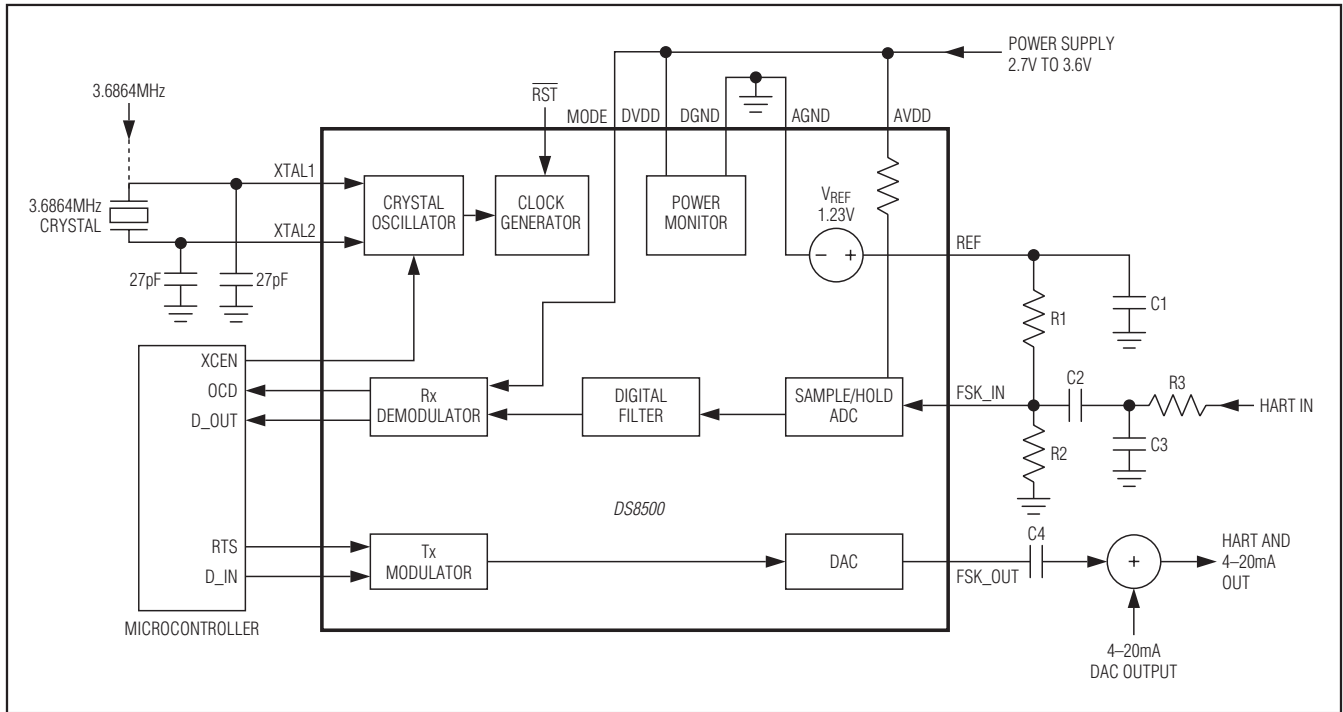 POWER SUPPLY
2.7V TO 3.6V
3.6864MHz
RST
MODE
DVDD
DGND
AGND
AVDD
XTAL1
CRYSTAL
OSCILLATOR
CLOCK
GENERATOR
POWER
MONITOR
VREF
1.23V
3.6864MHz
CRYSTAL
XTAL2
− +
REF
27pF
27pF
R1
C1
XCEN
OCD
Rx
DEMODULATOR
DIGITAL
FILTER
SAMPLE/HOLD
ADC
FSK_IN
C2
R3
HART IN
D_OUT
R2
C3
DS8500
RTS
Tx
MODULATOR
DAC
C4
HART AND
4–20mA
OUT
D_IN
FSK_OUT
+
MICROCONTROLLER
4–20mA
DAC OUTPUT